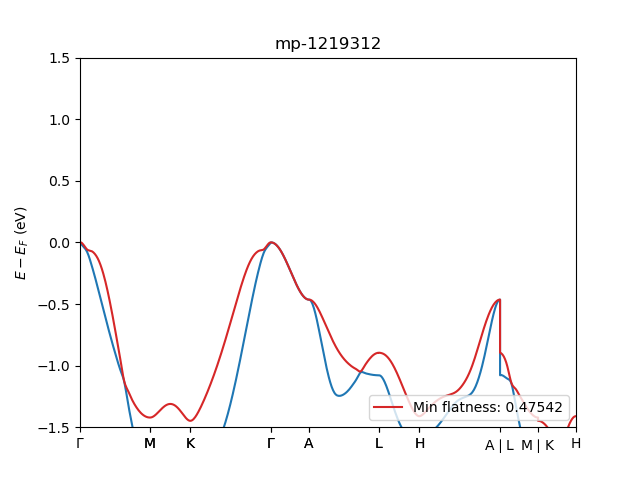 mp-1219312
1.5
1.0
0.5
0.0
−0.5
−1.0
−1.5
E − E_F (eV)
Min flatness: 0.47542
Γ M K Γ A L H A | L M | K H